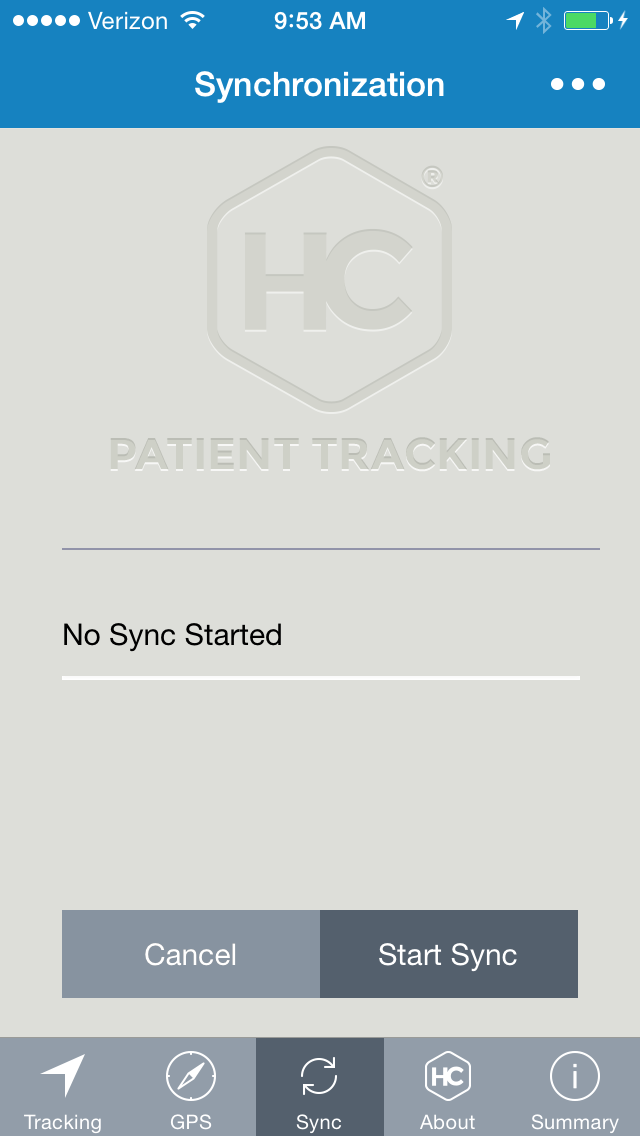 Verizon 9:53 AM
Synchronization
®
HC
PATIENT TRACKING
No Sync Started
Cancel Start Sync
Tracking GPS Sync HC About i Summary